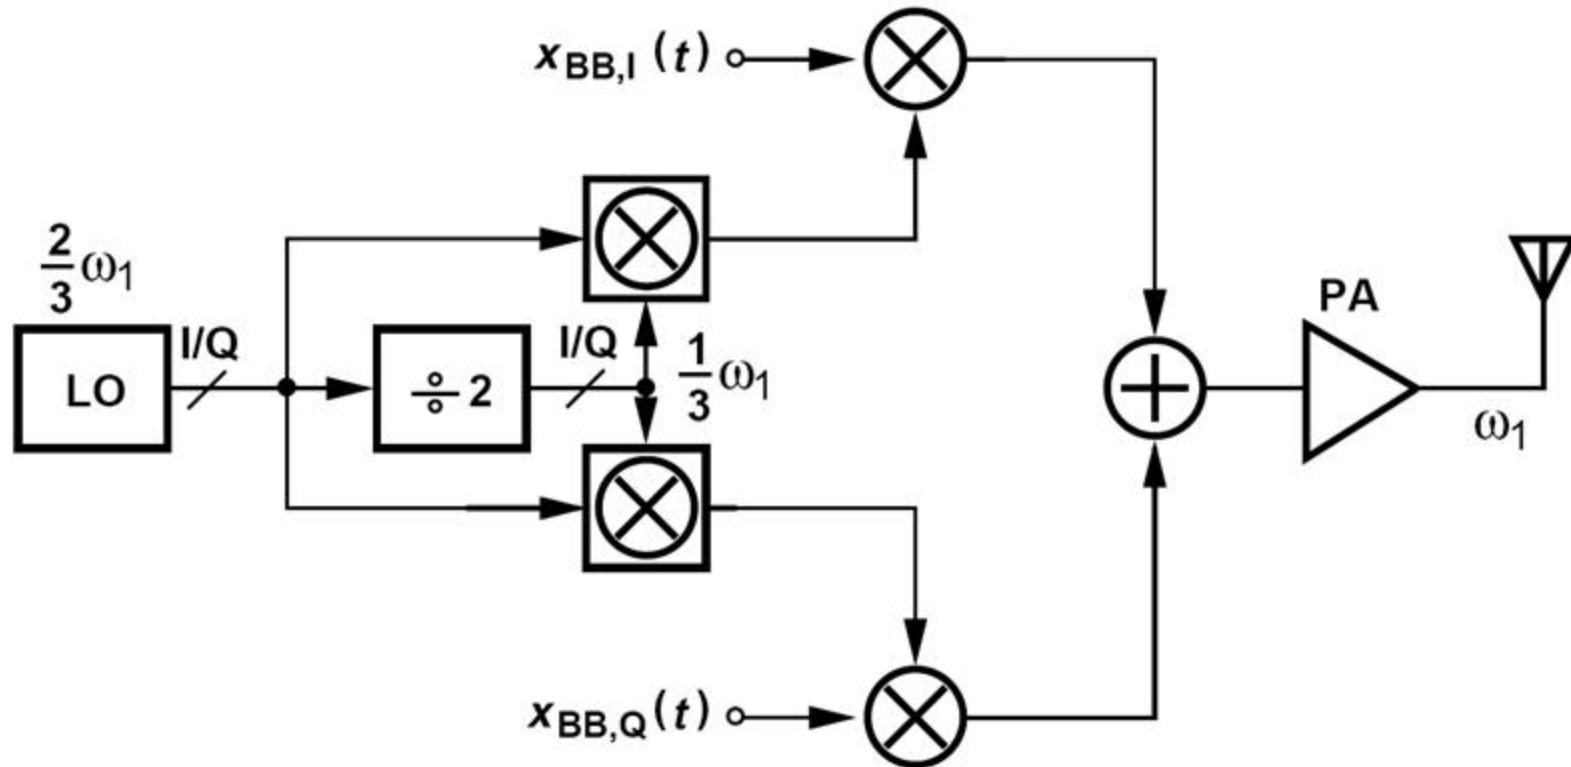 x_BB,I (t)
2/3 ω₁
I/Q
LO
÷ 2
I/Q
1/3 ω₁
PA
ω₁
x_BB,Q (t)